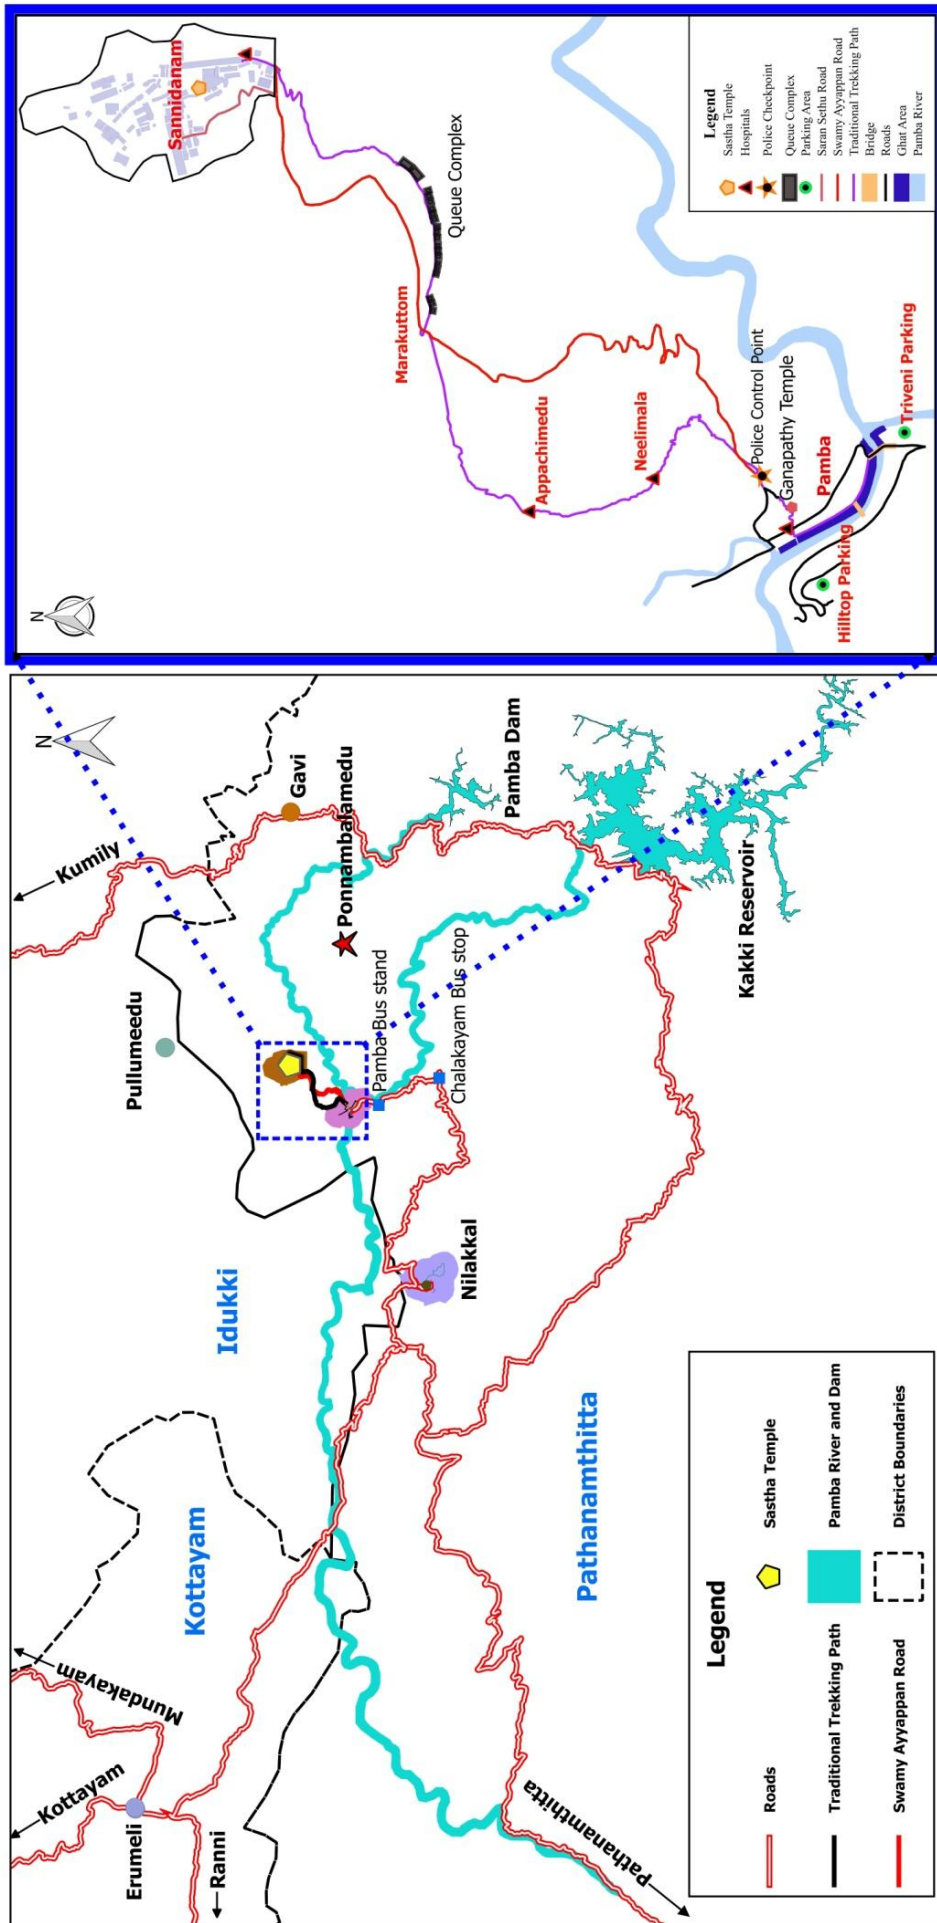 N
Kumily
Gavi
Ponnambalamedu
Pullumeedu
Pamba Dam
Pamba Bus stand
Chalakayam Bus stop
Kakki Reservoir
Idukki
Nilakkal
Kottayam
Pathanamthitta
Mundakayam
Kottayam
Erumeli
Ranni
Pathanamthitta
Legend
Roads
Sastha Temple
Traditional Trekking Path
Pamba River and Dam
Swamy Ayyappan Road
District Boundaries
N
Sannidanam
Queue Complex
Marakuttom
Appachimedu
Neelimala
Police Control Point
Ganapathy Temple
Pamba
Hilltop Parking
Triveni Parking
Legend
Sastha Temple
Hospitals
Police Checkpoint
Queue Complex
Parking Area
Saran Sethu Road
Swamy Ayyappan Road
Traditional Trekking Path
Bridge
Roads
Ghat Area
Pamba River